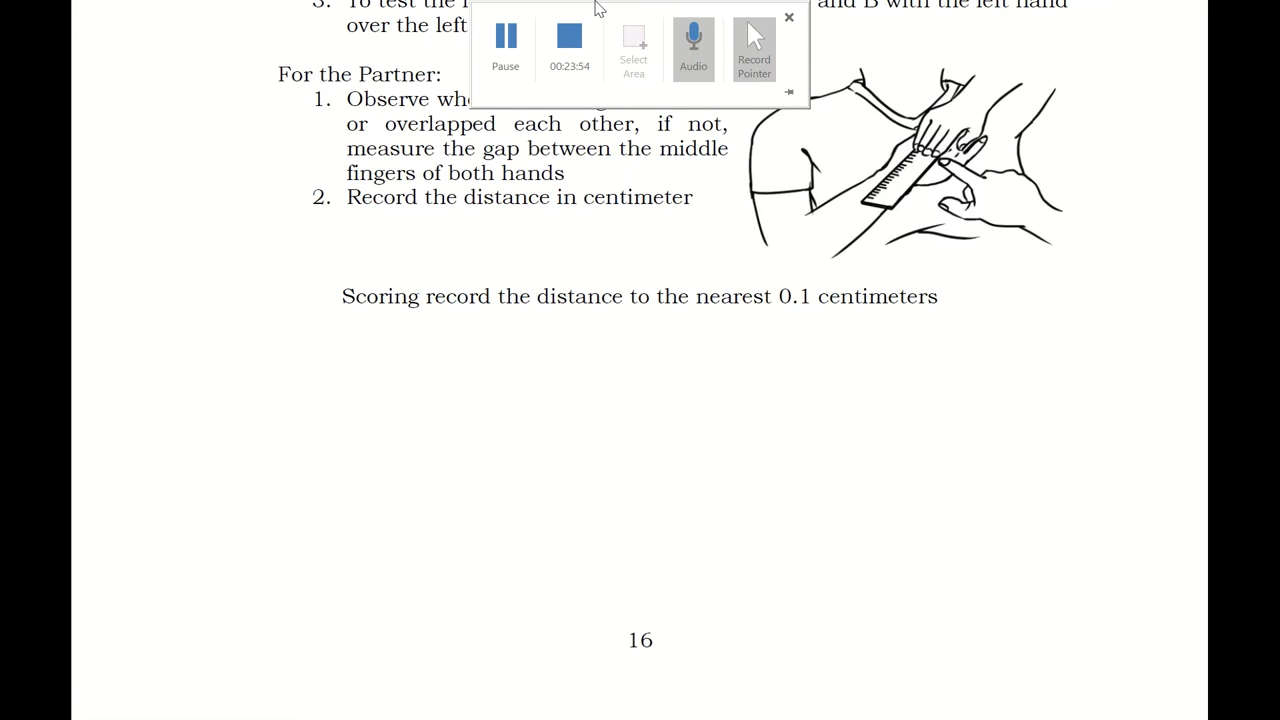 3. To test the and B with the left hand
over the left
Pause
00:23:54
Select
Area
Audio
Record
Pointer
For the Partner:
1. Observe
or overlapped each other, if not,
measure the gap between the middle
fingers of both hands
2. Record the distance in centimeter
Scoring record the distance to the nearest 0.1 centimeters
16